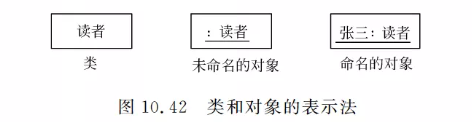 读者
: 读者
张三: 读者
类
未命名的对象
命名的对象
图 10.42 类和对象的表示法